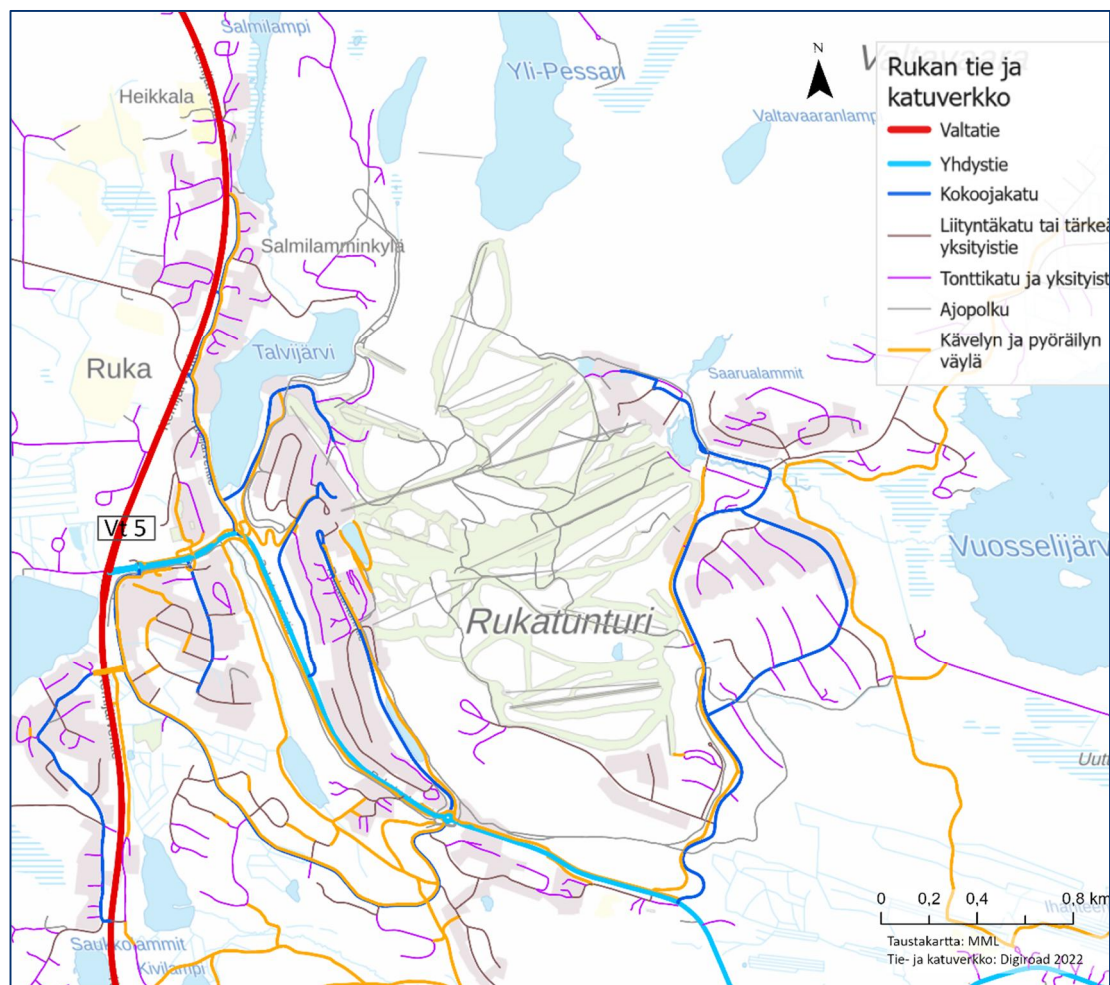 Salmilampi
Heikkala
Yli-Pessari
N
Valtavaaranlamp
Rukan tie ja
katuverkko
Valtatie
Yhdystie
Kokoojakatu
Liityntäkatu tai tärkeä
yksityistie
Tonttikatu ja yksityist
Ajopolku
Kävelyn ja pyöräilyn
väylä
Salmilamminkylä
Talvijärvi
Ruka
Saarualammit
Vt 5
Vuosselijärv
Rukatunturi
Uutt
0 0,2 0,4 0,8 km
Taustakartta: MML
Tie- ja katuverkko: Digiroad 2022
Saukkolammit
Kivilampi